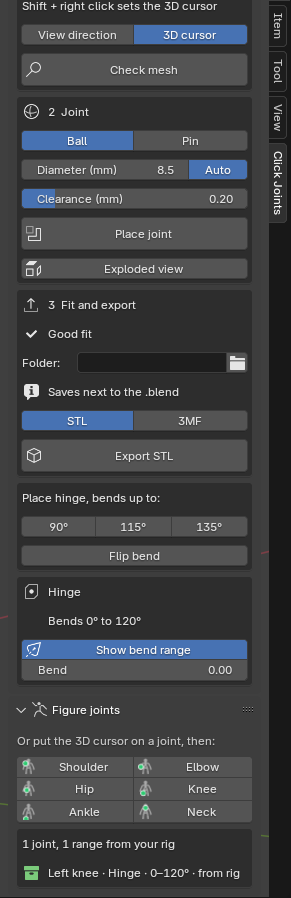 Shift + right click sets the 3D cursor
View direction 3D cursor
Check mesh
2 Joint
Ball Pin
Diameter (mm) 8.5 Auto
Clearance (mm) 0.20
Place joint
Exploded view
3 Fit and export
Good fit
Folder:
Saves next to the .blend
STL 3MF
Export STL
Place hinge, bends up to:
90° 115° 135°
Flip bend
Hinge
Bends 0° to 120°
Show bend range
Bend 0.00
Figure joints
Or put the 3D cursor on a joint, then:
Shoulder Elbow
Hip Knee
Ankle Neck
1 joint, 1 range from your rig
Left knee · Hinge · 0–120° · from rig
Item
Tool
View
Click Joints